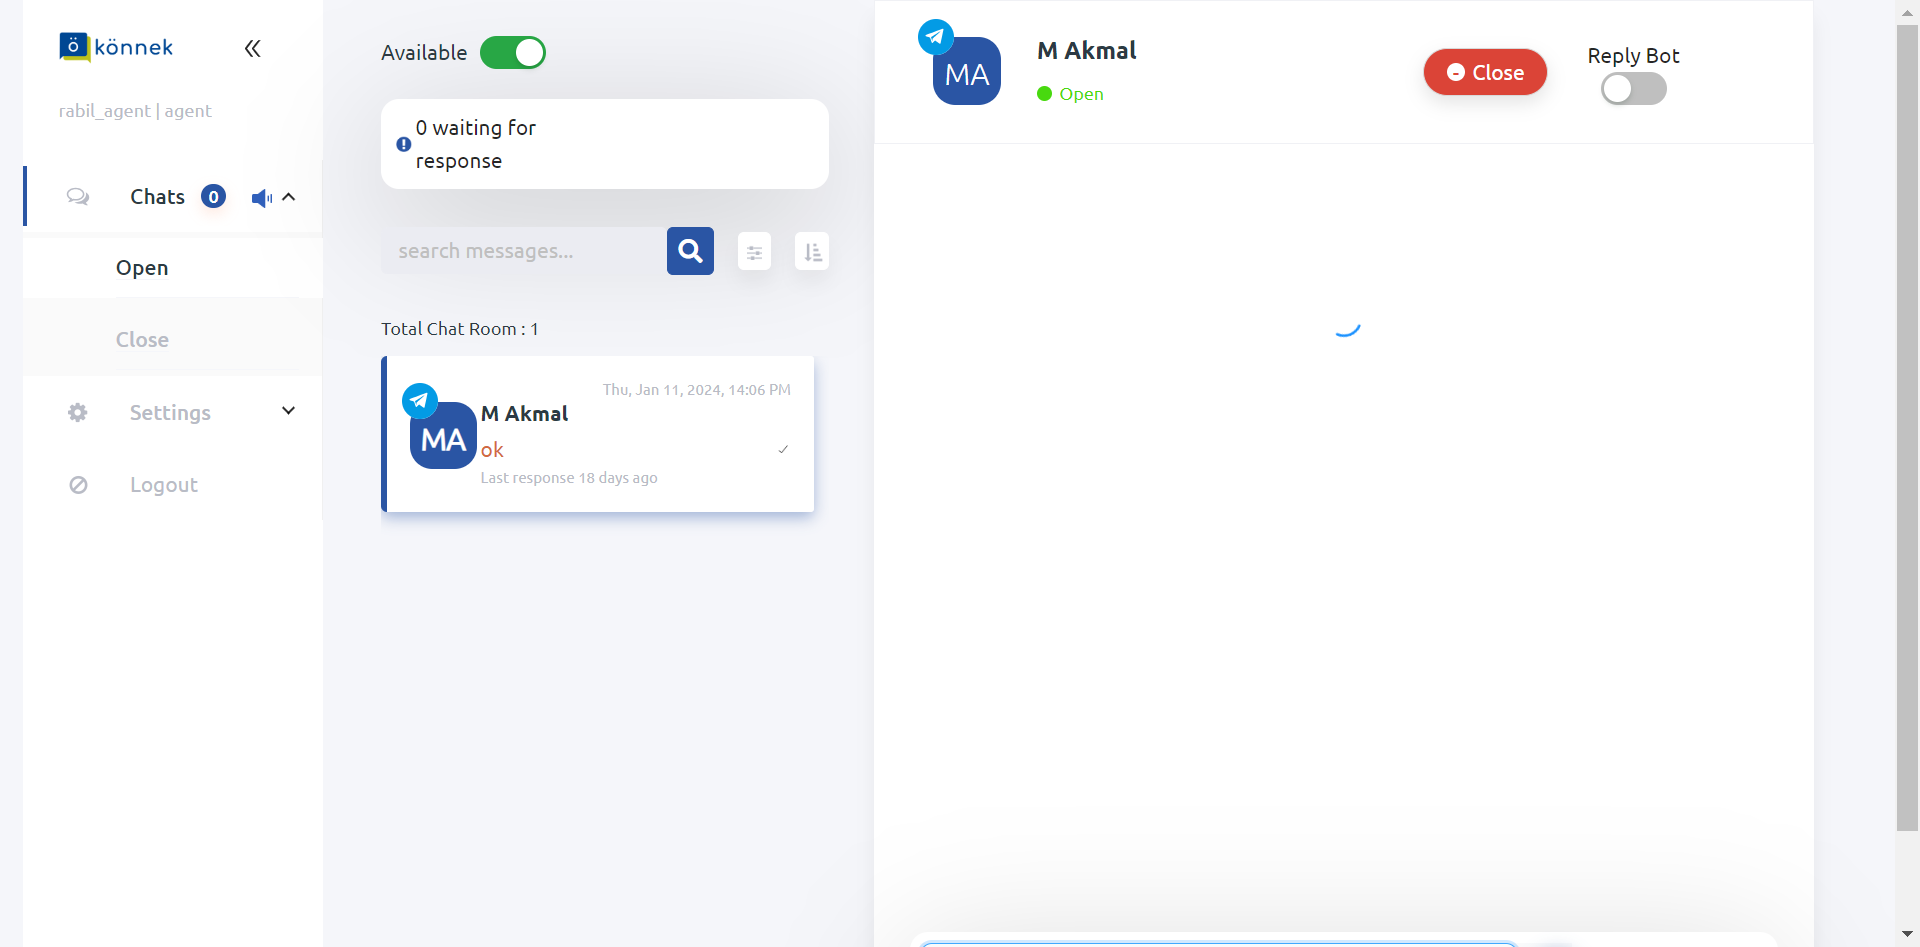 könnek
rabil_agent | agent
Chats 0
Open
Close
Settings
Logout
Available
0 waiting for
response
search messages...
Total Chat Room : 1
Thu, Jan 11, 2024, 14:06 PM
MA
M Akmal
ok
Last response 18 days ago
MA
M Akmal
Open
Close
Reply Bot